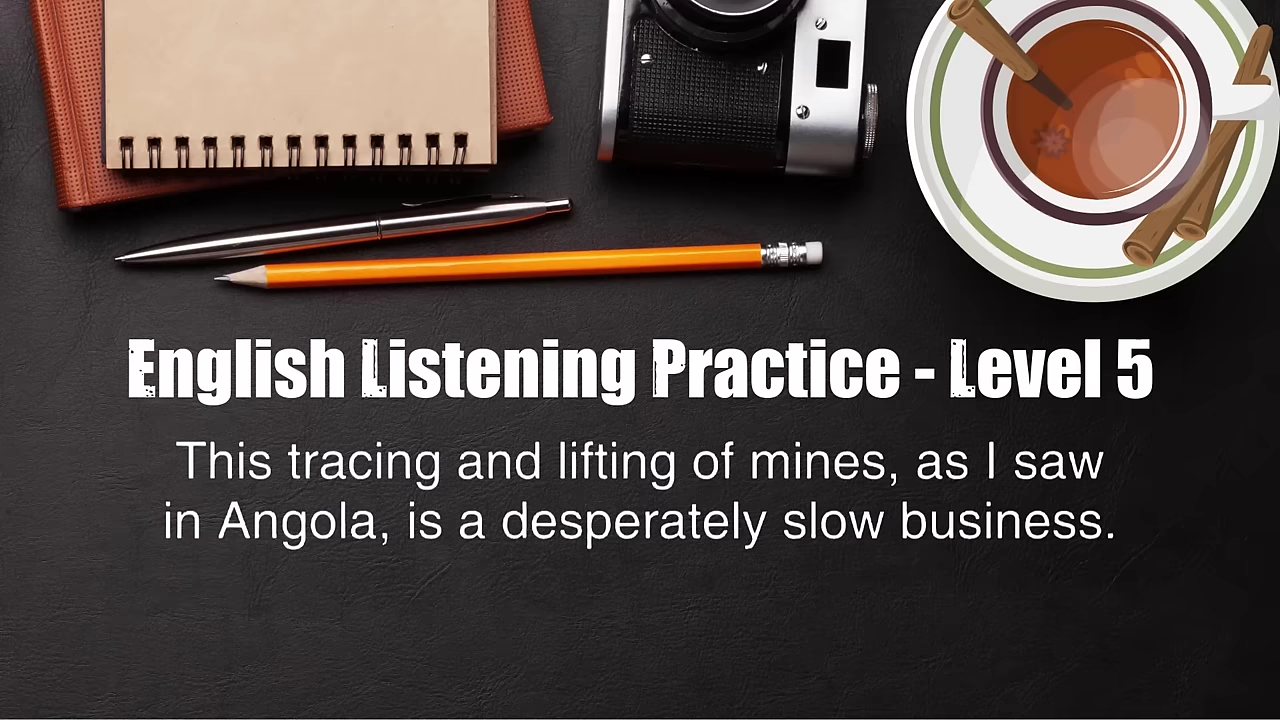 English Listening Practice - Level 5
This tracing and lifting of mines, as I saw
in Angola, is a desperately slow business.